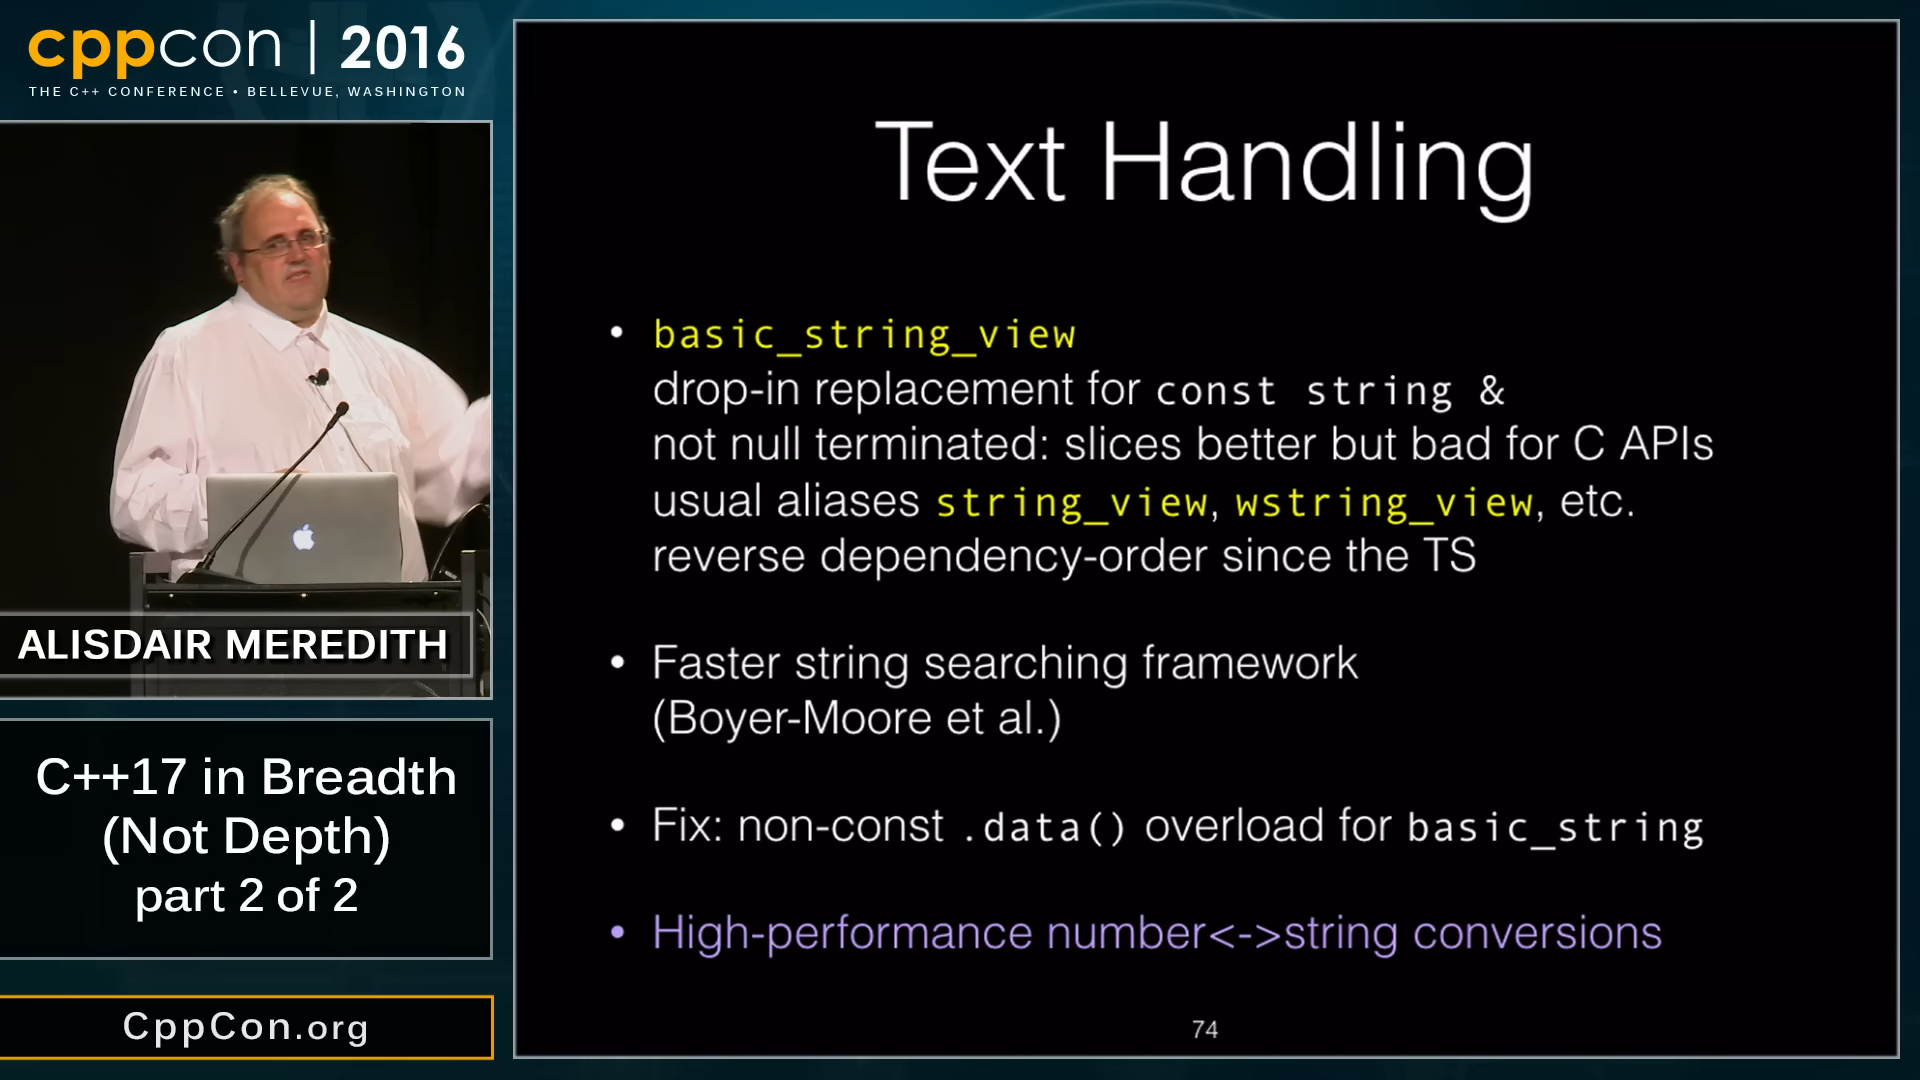 cppcon | 2016
THE C++ CONFERENCE • BELLEVUE, WASHINGTON
ALISDAIR MEREDITH
C++17 in Breadth
(Not Depth)
part 2 of 2
CppCon.org
Text Handling
• basic_string_view
drop-in replacement for const string &
not null terminated: slices better but bad for C APIs
usual aliases string_view, wstring_view, etc.
reverse dependency-order since the TS
• Faster string searching framework
(Boyer-Moore et al.)
• Fix: non-const .data() overload for basic_string
• High-performance number<->string conversions
74